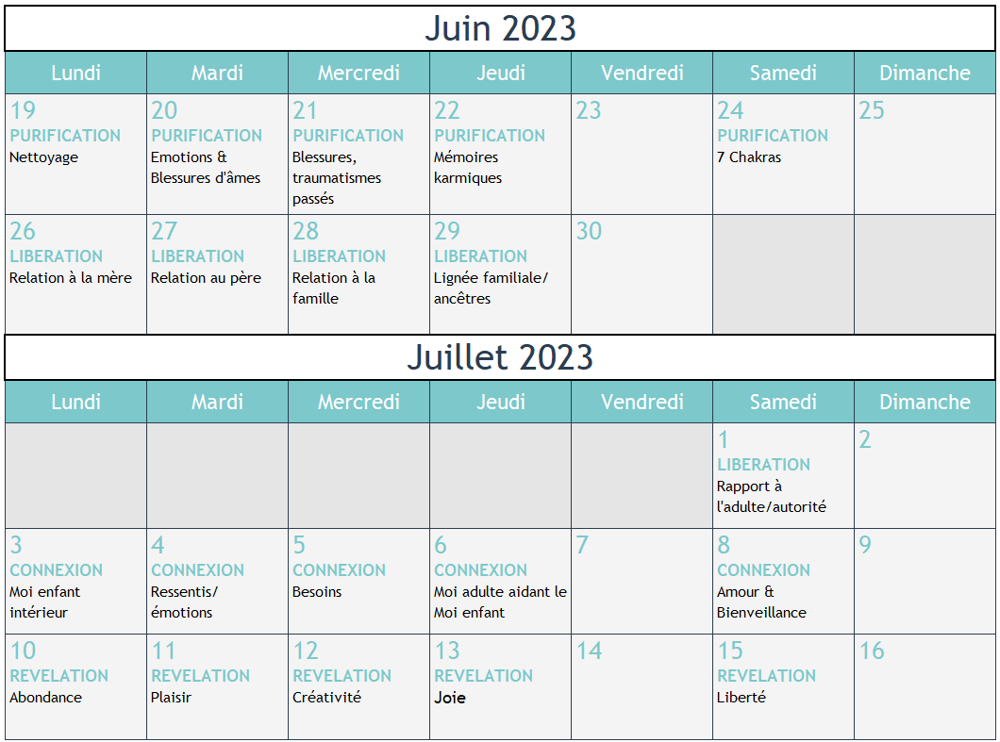 Juin 2023
Lundi Mardi Mercredi Jeudi Vendredi Samedi Dimanche
19
PURIFICATION
Nettoyage
20
PURIFICATION
Emotions &
Blessures d'âmes
21
PURIFICATION
Blessures,
traumatismes
passés
22
PURIFICATION
Mémoires
karmiques
23
24
PURIFICATION
7 Chakras
25
26
LIBERATION
Relation à la mère
27
LIBERATION
Relation au père
28
LIBERATION
Relation à la
famille
29
LIBERATION
Lignée familiale/
ancêtres
30
Juillet 2023
Lundi Mardi Mercredi Jeudi Vendredi Samedi Dimanche
1
LIBERATION
Rapport à
l'adulte/autorité
2
3
CONNEXION
Moi enfant
intérieur
4
CONNEXION
Ressentis/
émotions
5
CONNEXION
Besoins
6
CONNEXION
Moi adulte aidant le
Moi enfant
7
8
CONNEXION
Amour &
Bienveillance
9
10
REVELATION
Abondance
11
REVELATION
Plaisir
12
REVELATION
Créativité
13
REVELATION
Joie
14
15
REVELATION
Liberté
16